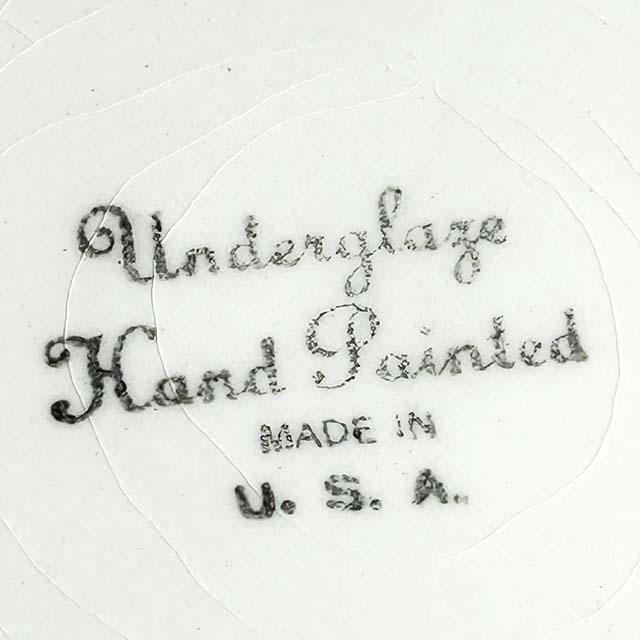 Underglaze
Hand Painted
MADE IN
U. S. A.